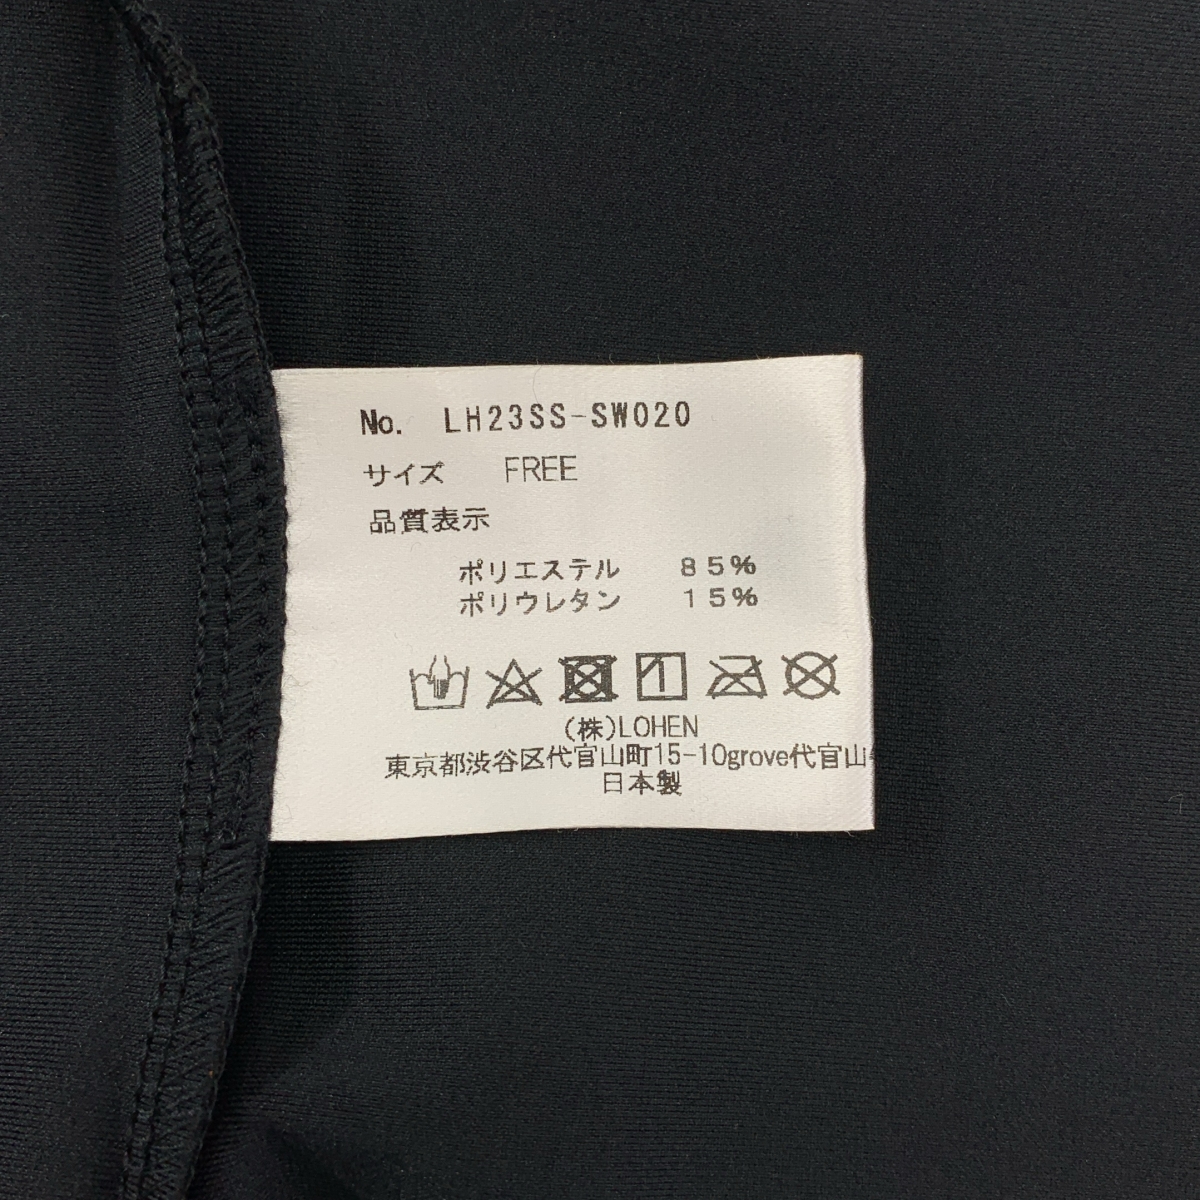 No. LH23SS-SW020
サイズ FREE
品質表示
ポリエステル 85%
ポリウレタン 15%
(株)LOHEN
東京都渋谷区代官山町15-10grove代官山
日本製